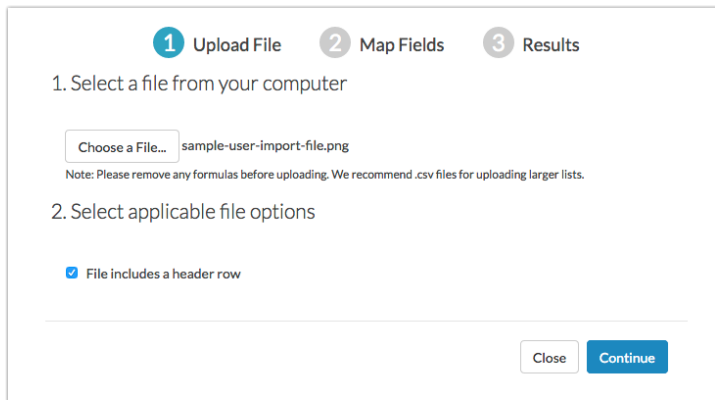 1 Upload File 2 Map Fields 3 Results
1. Select a file from your computer
Choose a File... sample-user-import-file.png
Note: Please remove any formulas before uploading. We recommend .csv files for uploading larger lists.
2. Select applicable file options
File includes a header row
Close Continue